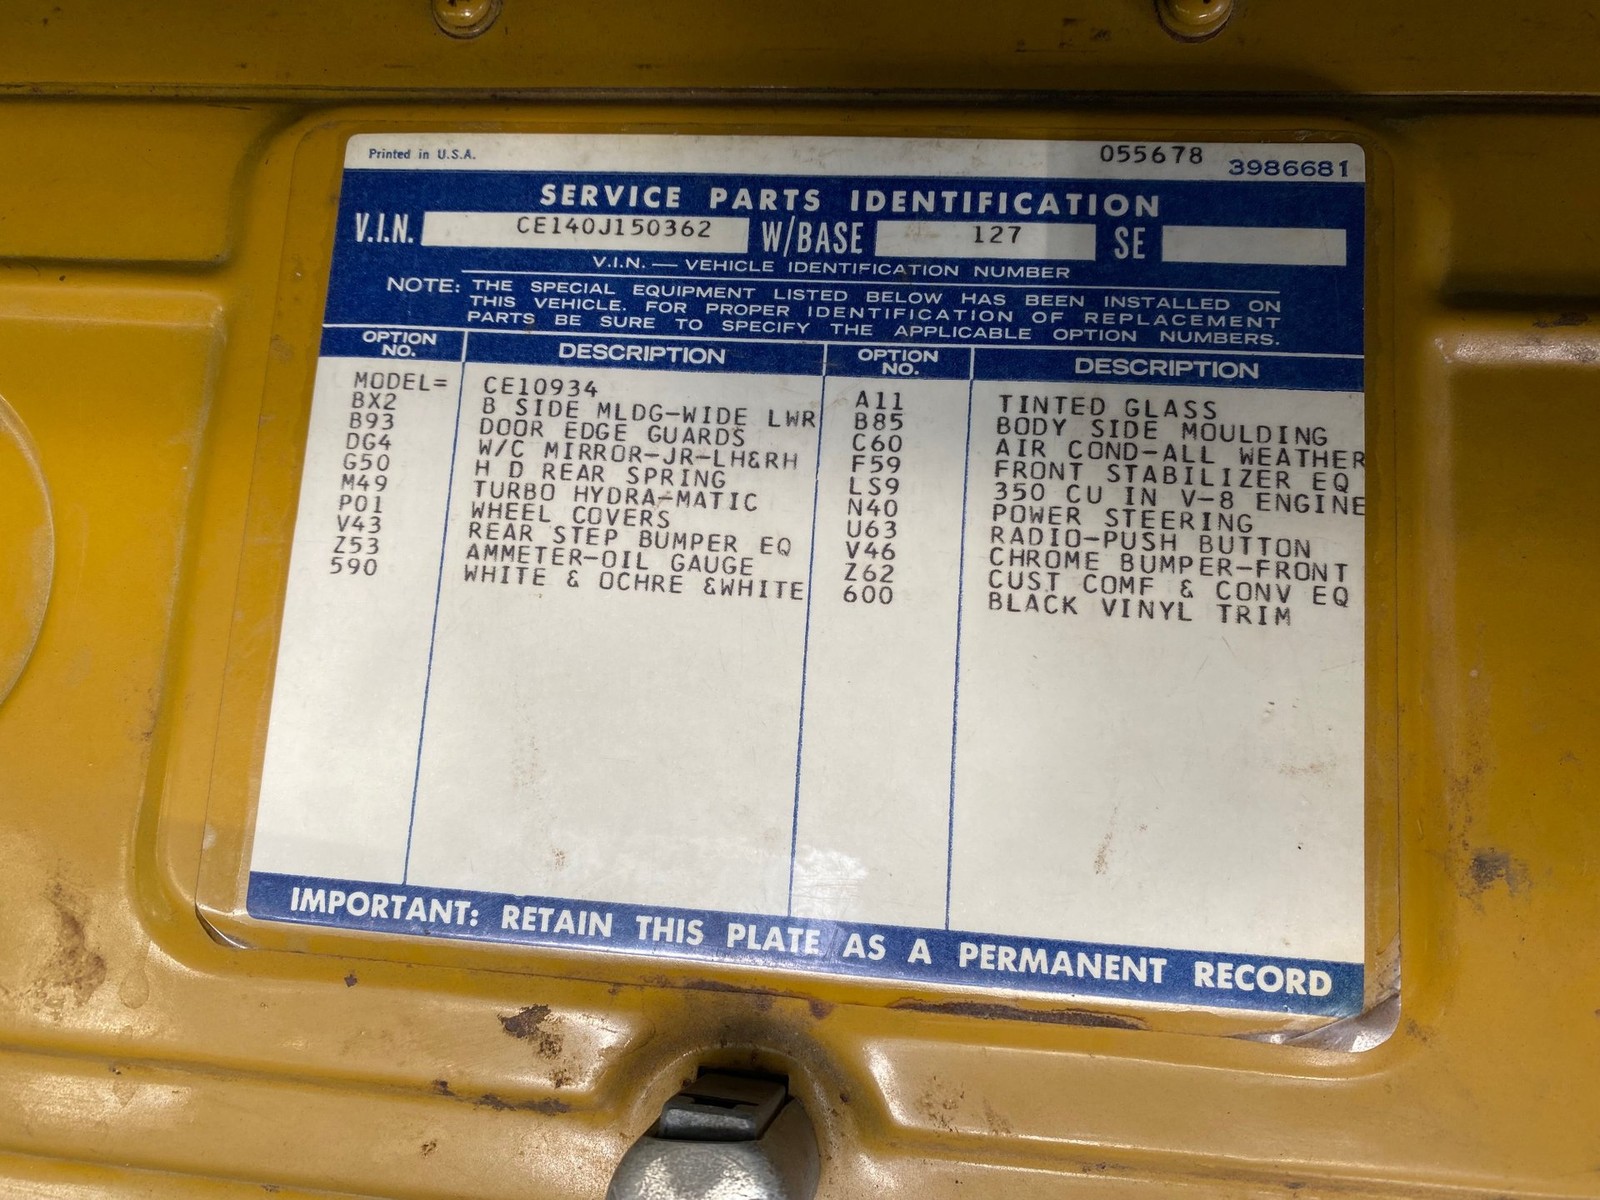 Printed in U.S.A. 055678 3986681
SERVICE PARTS IDENTIFICATION
V.I.N. CE140J150362 W/BASE 127 SE
V.I.N. — VEHICLE IDENTIFICATION NUMBER
NOTE: THE SPECIAL EQUIPMENT LISTED BELOW HAS BEEN INSTALLED ON
THIS VEHICLE. FOR PROPER IDENTIFICATION OF REPLACEMENT
PARTS BE SURE TO SPECIFY THE APPLICABLE OPTION NUMBERS.
OPTION NO. DESCRIPTION OPTION NO. DESCRIPTION
MODEL= CE10934
BX2 B SIDE MLDG-WIDE LWR A11 TINTED GLASS
B93 DOOR EDGE GUARDS B85 BODY SIDE MOULDING
DG4 W/C MIRROR-JR-LH&RH C60 AIR COND-ALL WEATHER
G50 H D REAR SPRING F59 FRONT STABILIZER EQ
M49 TURBO HYDRA-MATIC LS9 350 CU IN V-8 ENGINE
P01 WHEEL COVERS N40 POWER STEERING
V43 REAR STEP BUMPER EQ U63 RADIO-PUSH BUTTON
Z53 AMMETER-OIL GAUGE V46 CHROME BUMPER-FRONT
590 WHITE & OCHRE &WHITE Z62 CUST COMF & CONV EQ
600 BLACK VINYL TRIM
IMPORTANT: RETAIN THIS PLATE AS A PERMANENT RECORD